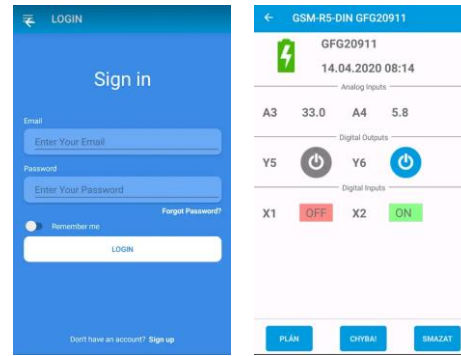 LOGIN
Sign in
Email
Enter Your Email
Password
Enter Your Password
Forgot Password?
Remember me
LOGIN
Don't have an account? Sign up
GSM-R5-DIN GFG20911
GFG20911
14.04.2020 08:14
Analog Inputs
A3 33.0 A4 5.8
Digital Outputs
Y5 Y6
Digital Inputs
X1 OFF X2 ON
PLÁN CHYBA! SMAZAT